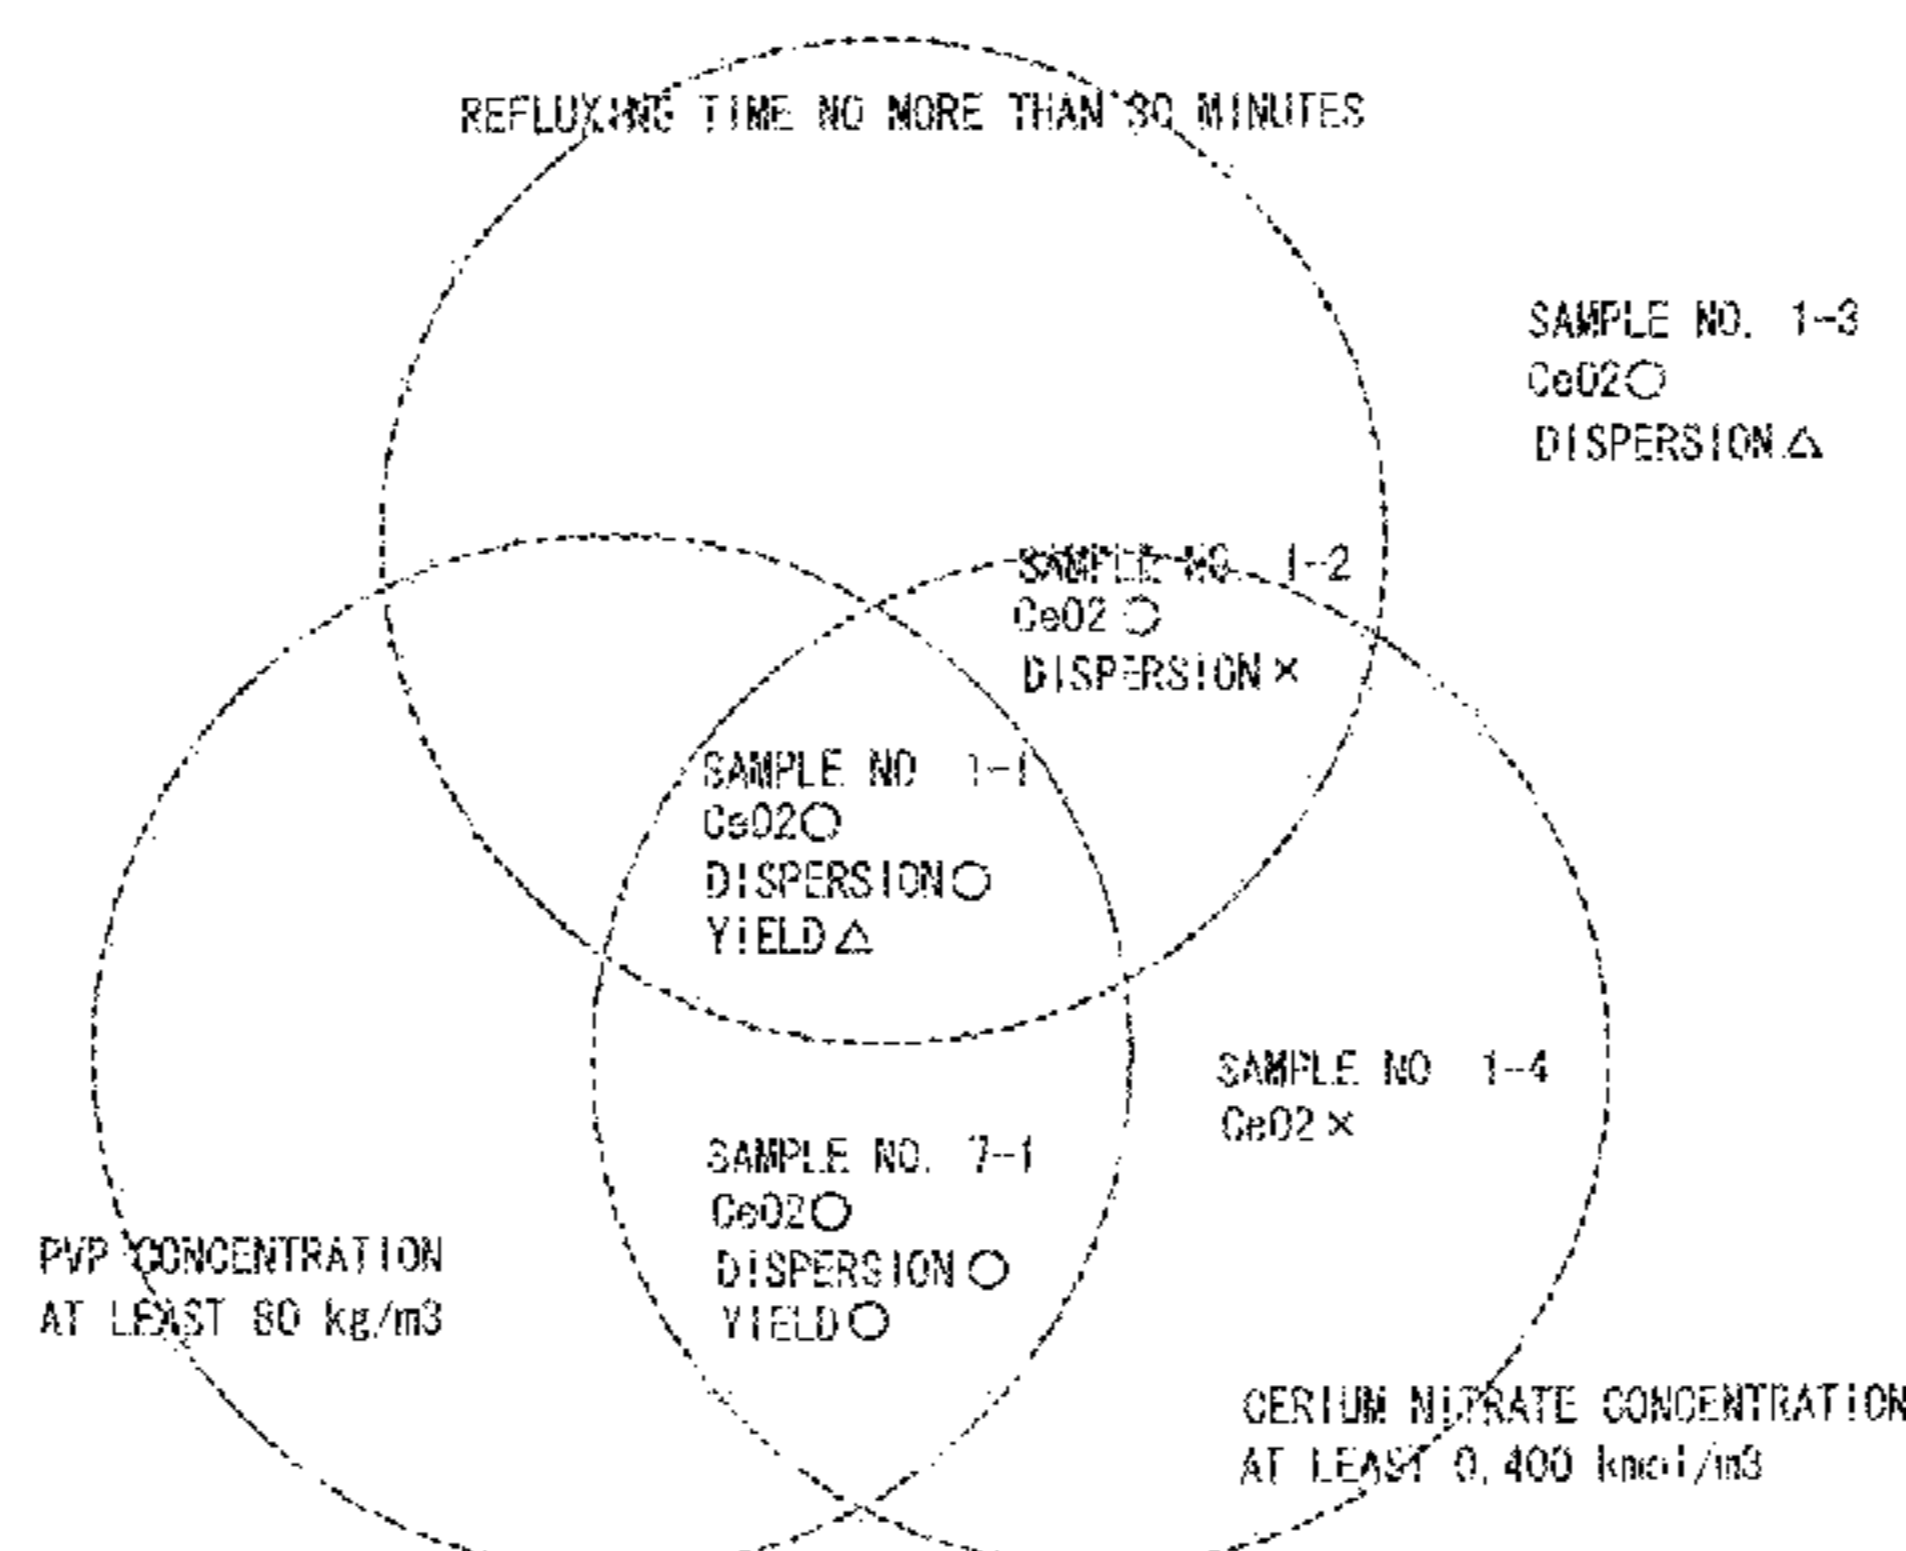 REFLUXING TIME NO MORE THAN 30 MINUTES
SAMPLE NO. 1-3
CeO2○
DISPERSION△
SAMPLE NO 1-2
CeO2 ○
DISPERSION×
SAMPLE NO 1-1
CeO2○
DISPERSION○
YIELD△
SAMPLE NO 1-4
CeO2×
SAMPLE NO. 7-1
CeO2○
DISPERSION○
YIELD○
PVP CONCENTRATION
AT LEAST 80 kg/m3
CERIUM NITRATE CONCENTRATION
AT LEAST 0.400 kmol/m3